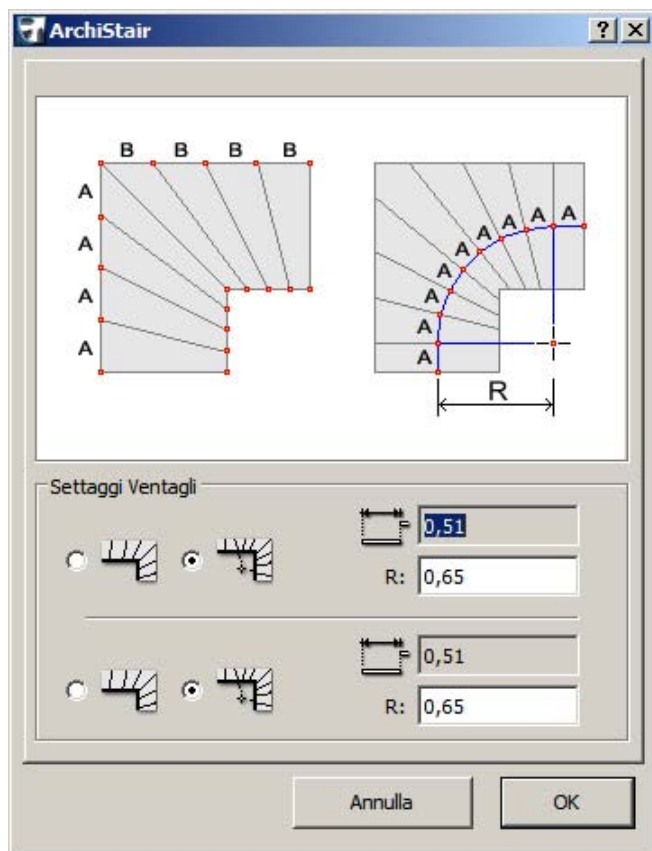 ArchiStair
B B B B
A
A
A
A
A A A A A A A A
R
Settaggi Ventagli
0,51
R: 0,65
0,51
R: 0,65
Annulla OK